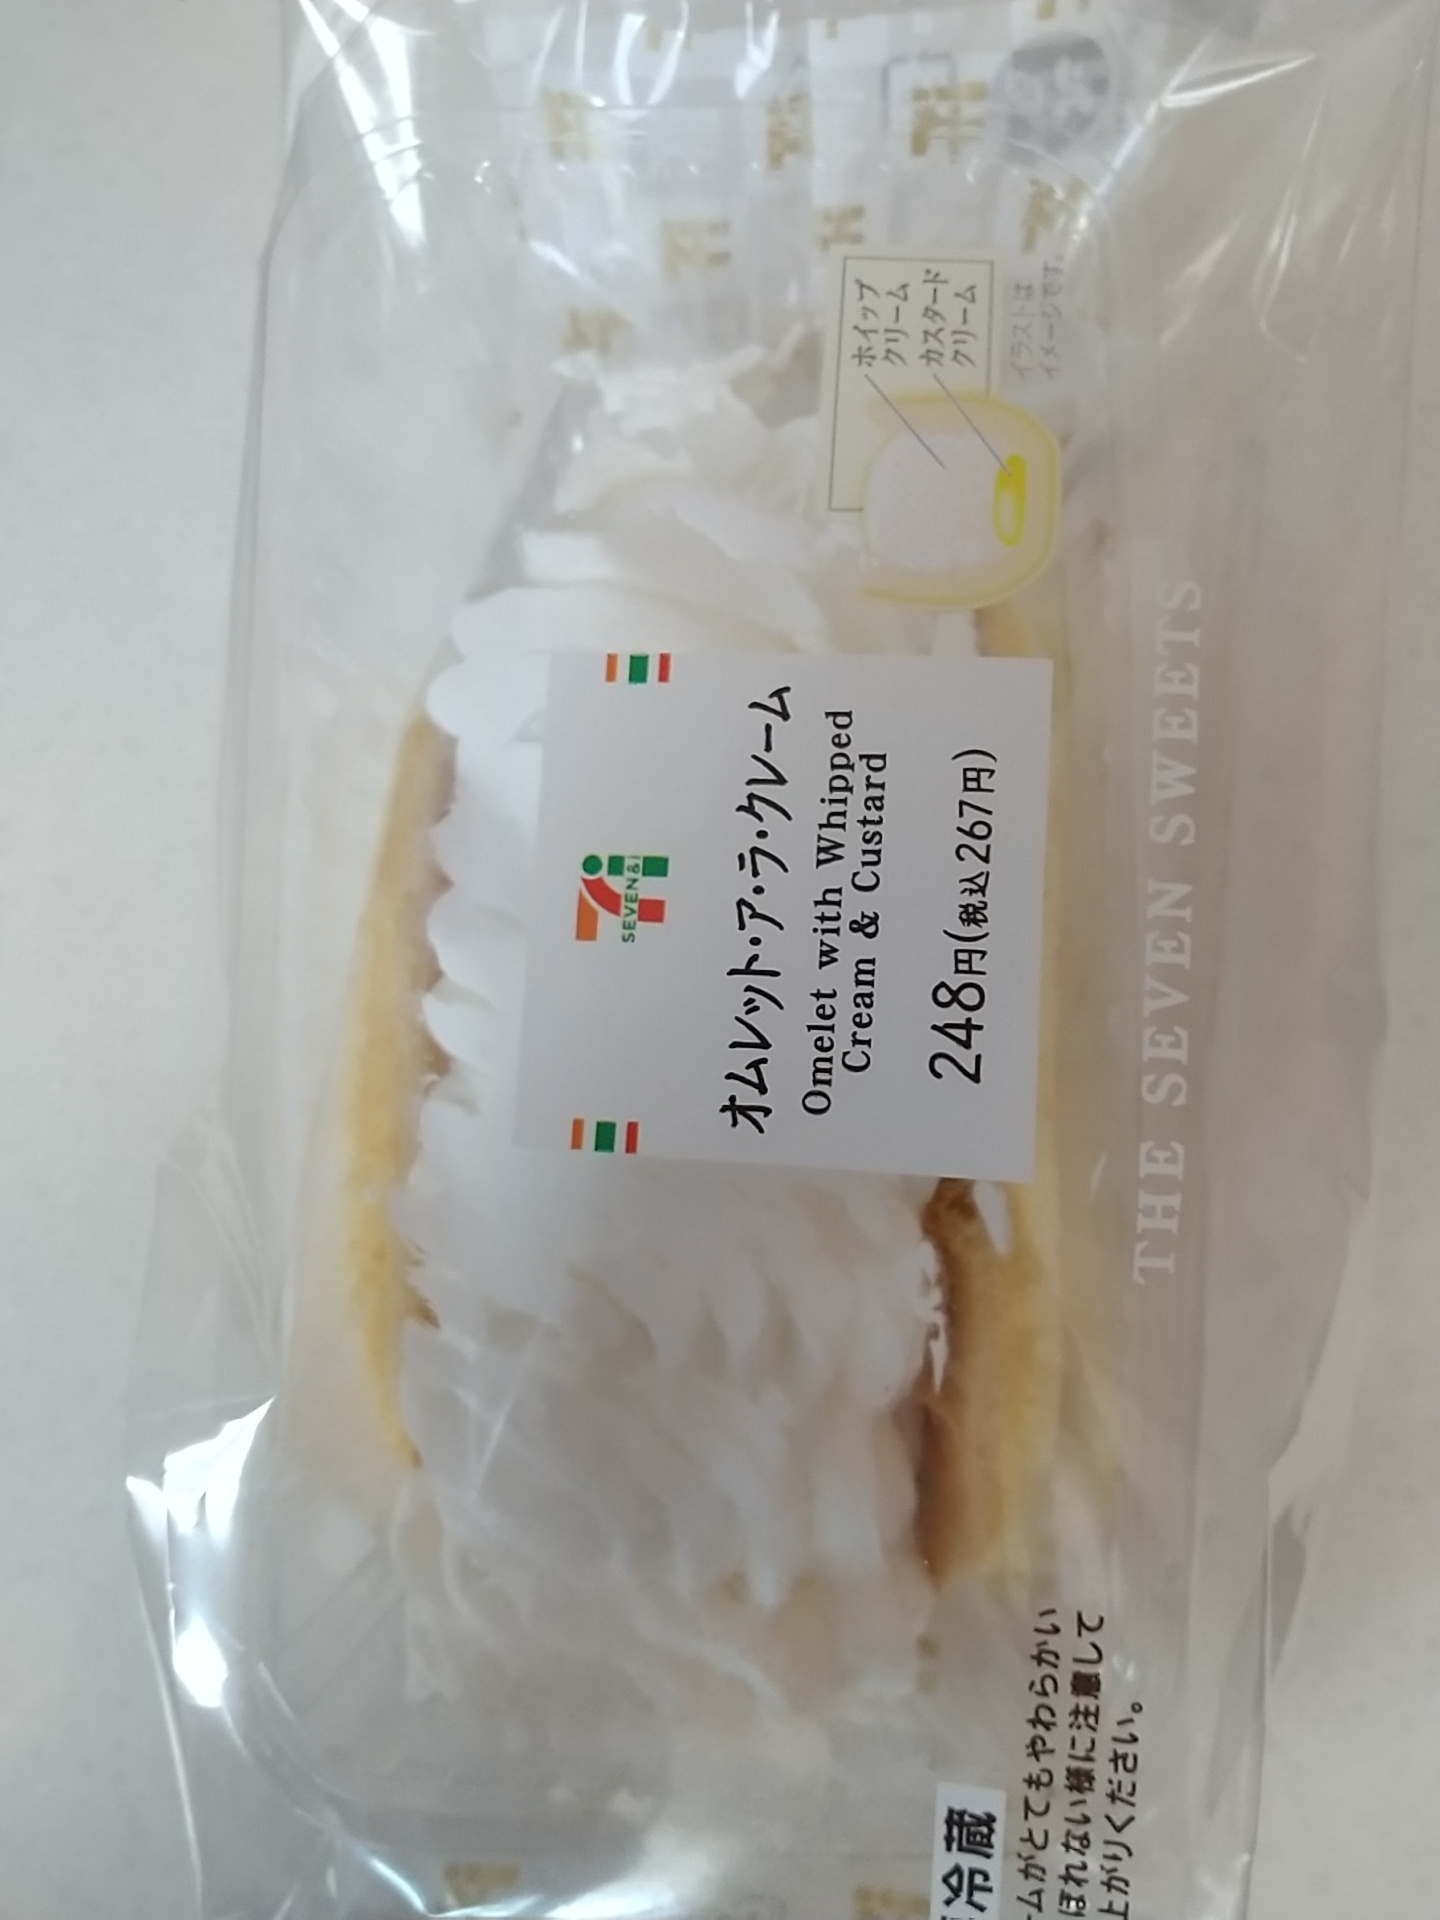 SEVEN&i
オムレット・ア・ラ・クレーム
Omelet with Whipped
Cream & Custard
248円(税込267円)
ホイップ
クリーム
カスタード
クリーム
イラストは
イメージです。
THE SEVEN SWEETS
冷蔵
ームがとてもやわらかい
ぼれない様に注意して
上がりください。